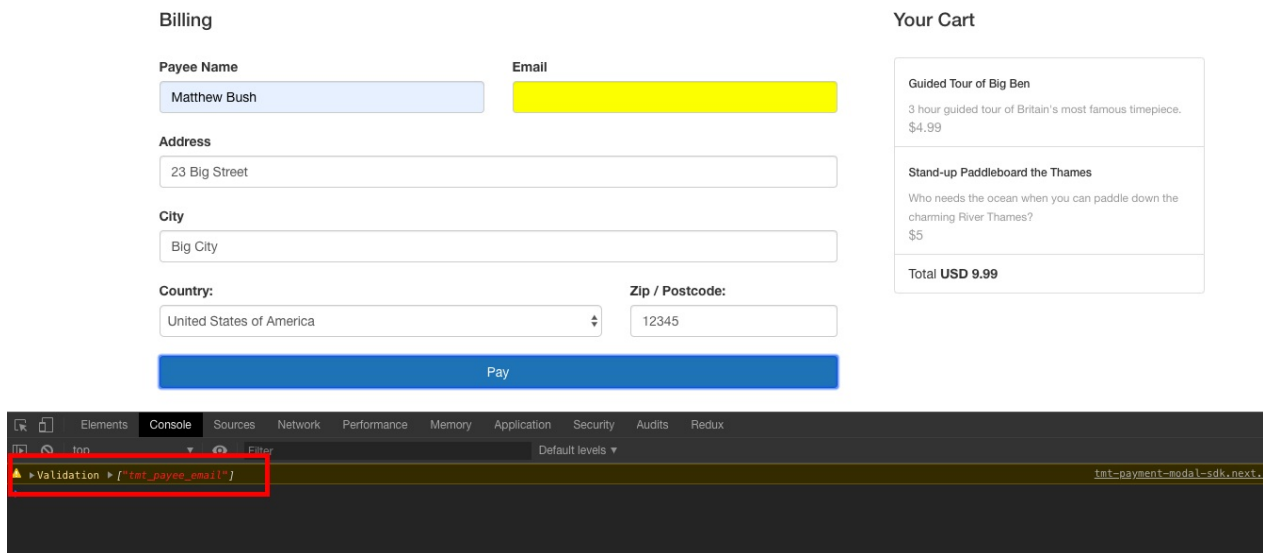 Billing
Your Cart
Payee Name
Email
Matthew Bush
Address
23 Big Street
City
Big City
Country:
Zip / Postcode:
United States of America
12345
Pay
Guided Tour of Big Ben
3 hour guided tour of Britain's most famous timepiece.
$4.99
Stand-up Paddleboard the Thames
Who needs the ocean when you can paddle down the
charming River Thames?
$5
Total USD 9.99
Elements Console Sources Network Performance Memory Application Security Audits Redux
top Filter Default levels ▼
Validation ["tmt_payee_email"] tmt-payment-modal-sdk.next.